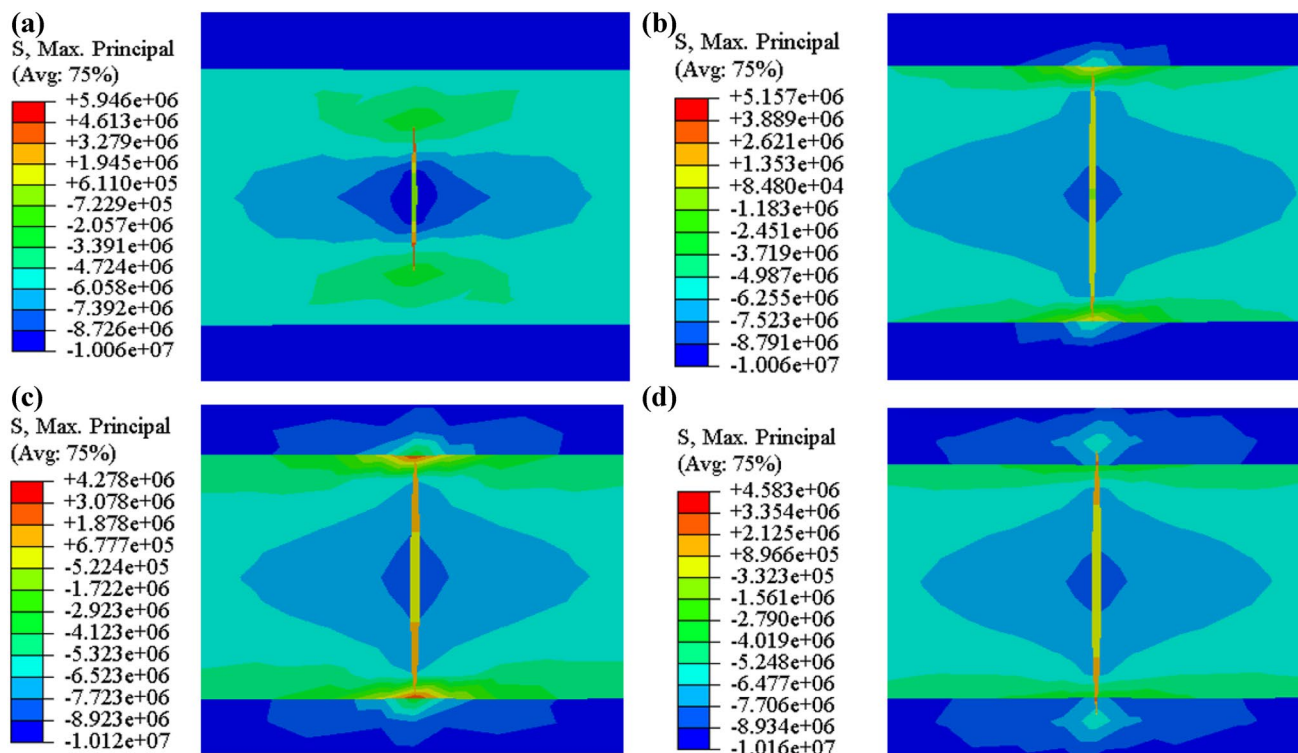 (a)
S, Max. Principal
(Avg: 75%)
+5.946e+06
+4.613e+06
+3.279e+06
+1.945e+06
+6.110e+05
-7.229e+05
-2.057e+06
-3.391e+06
-4.724e+06
-6.058e+06
-7.392e+06
-8.726e+06
-1.006e+07
(b)
S, Max. Principal
(Avg: 75%)
+5.157e+06
+3.889e+06
+2.621e+06
+1.353e+06
+8.480e+04
-1.183e+06
-2.451e+06
-3.719e+06
-4.987e+06
-6.255e+06
-7.523e+06
-8.791e+06
-1.006e+07
(c)
S, Max. Principal
(Avg: 75%)
+4.278e+06
+3.078e+06
+1.878e+06
+6.777e+05
-5.224e+05
-1.722e+06
-2.923e+06
-4.123e+06
-5.323e+06
-6.523e+06
-7.723e+06
-8.923e+06
-1.012e+07
(d)
S, Max. Principal
(Avg: 75%)
+4.583e+06
+3.354e+06
+2.125e+06
+8.966e+05
-3.323e+05
-1.561e+06
-2.790e+06
-4.019e+06
-5.248e+06
-6.477e+06
-7.706e+06
-8.934e+06
-1.016e+07